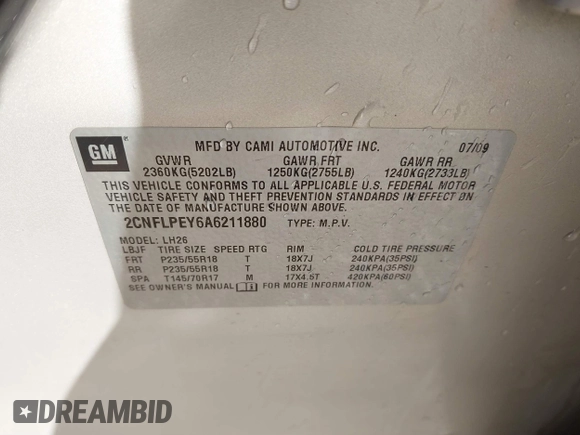 GM
MFD BY CAMI AUTOMOTIVE INC. 07/09
GVWR GAWR FRT GAWR RR
2360KG(5202LB) 1250KG(2755LB) 1240KG(2733LB)
THIS VEHICLE CONFORMS TO ALL APPLICABLE U.S. FEDERAL MOTOR
VEHICLE SAFETY AND THEFT PREVENTION STANDARDS IN EFFECT ON
THE DATE OF MANUFACTURE SHOWN ABOVE.
2CNFLPEY6A6211880 TYPE: M.P.V.
MODEL: LH26
LBJF TIRE SIZE SPEED RTG RIM COLD TIRE PRESSURE
FRT P235/55R18 T 18X7J 240KPA(35PSI)
RR P235/55R18 T 18X7J 240KPA(35PSI)
SPA T145/70R17 M 17X4.5T 420KPA(60PSI)
SEE OWNER'S MANUAL FOR MORE INFORMATION.
DREAMBID DREAMBID